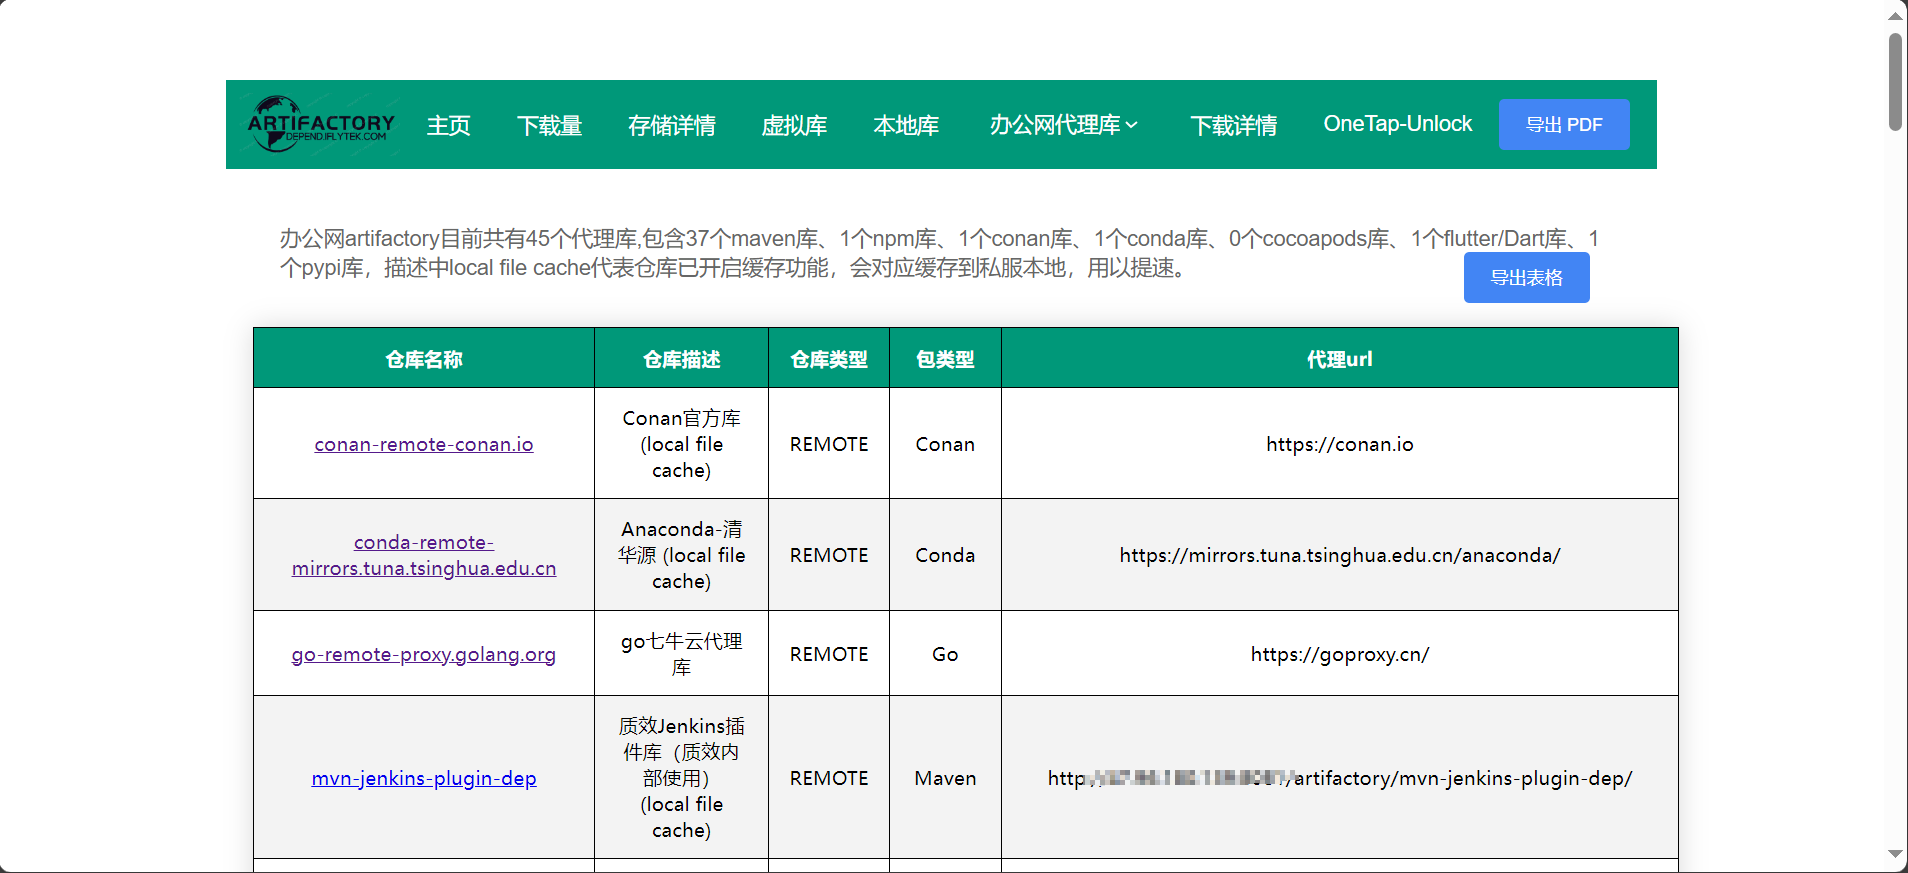 ARTIFACTORY
DEPEND.IFLYTEK.COM
主页 下载量 存储详情 虚拟库 本地库 办公网代理库 下载详情 OneTap-Unlock 导出 PDF
办公网artifactory目前共有45个代理库,包含37个maven库、1个npm库、1个conan库、1个conda库、0个cocoapods库、1个flutter/Dart库、1
个pypi库，描述中local file cache代表仓库已开启缓存功能，会对应缓存到私服本地，用以提速。
导出表格
仓库名称 仓库描述 仓库类型 包类型 代理url
conan-remote-conan.io
Conan官方库
(local file
cache)
REMOTE
Conan
https://conan.io
conda-remote-
mirrors.tuna.tsinghua.edu.cn
Anaconda-清
华源 (local file
cache)
REMOTE
Conda
https://mirrors.tuna.tsinghua.edu.cn/anaconda/
go-remote-proxy.golang.org
go七牛云代理
库
REMOTE
Go
https://goproxy.cn/
mvn-jenkins-plugin-dep
质效Jenkins插
件库（质效内
部使用）
(local file
cache)
REMOTE
Maven
http /artifactory/mvn-jenkins-plugin-dep/